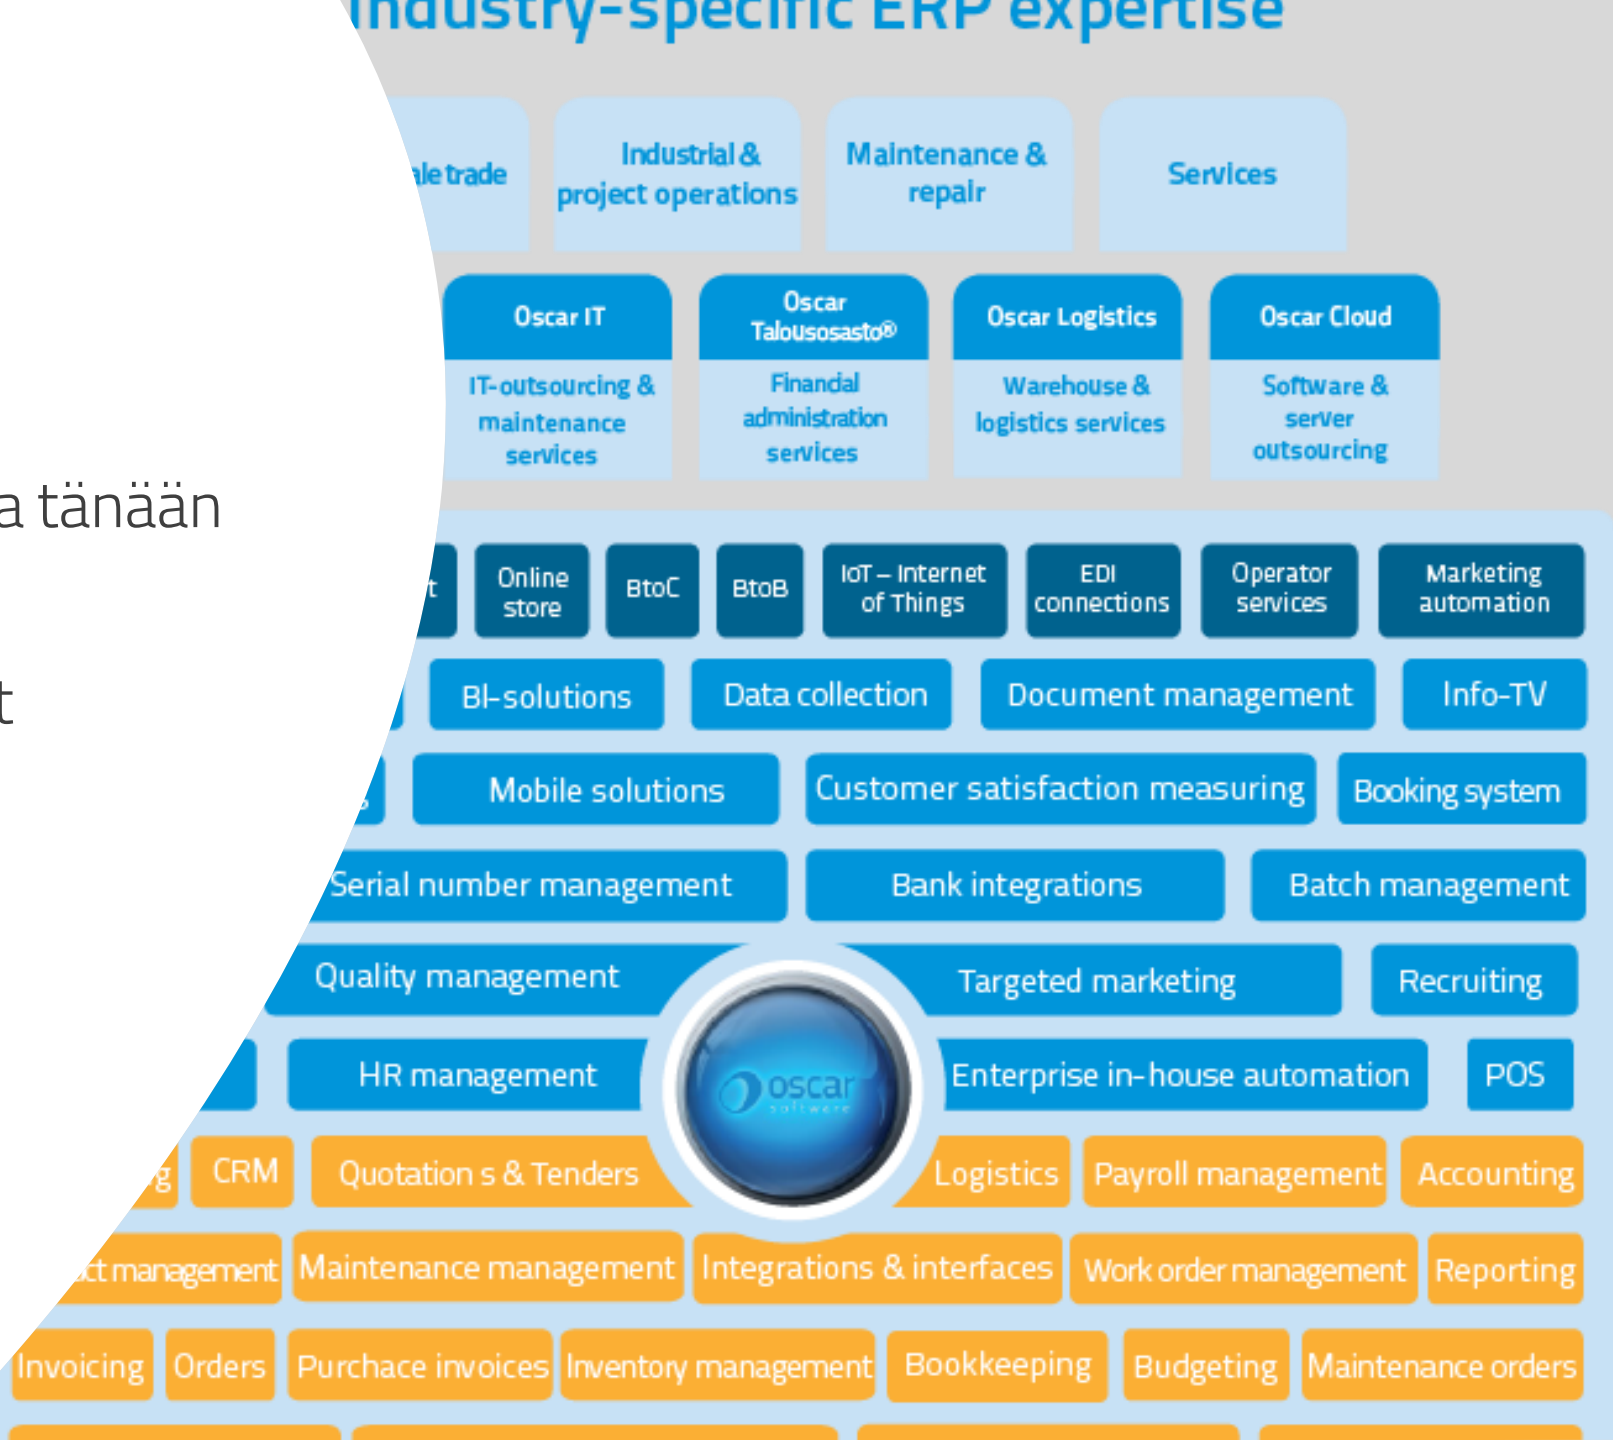 Industry-specific ERP expertise
trade
Industrial &
project operations
Maintenance &
repair
Services
Oscar IT
IT-outsourcing &
maintenance
services
Oscar
Talousosasto®
Financial
administration
services
Oscar Logistics
Warehouse &
logistics services
Oscar Cloud
Software &
server
outsourcing
a tänään
t
t
Online
store
BtoC
BtoB
IoT – Internet
of Things
EDI
connections
Operator
services
Marketing
automation
BI-solutions
Data collection
Document management
Info-TV
Mobile solutions
Customer satisfaction measuring
Booking system
Serial number management
Bank integrations
Batch management
Quality management
Targeted marketing
Recruiting
HR management
oscar
software
Enterprise in-house automation
POS
CRM
Quotation s & Tenders
Logistics
Payroll management
Accounting
management
Maintenance management
Integrations & interfaces
Work order management
Reporting
Invoicing
Orders
Purchace invoices
Inventory management
Bookkeeping
Budgeting
Maintenance orders